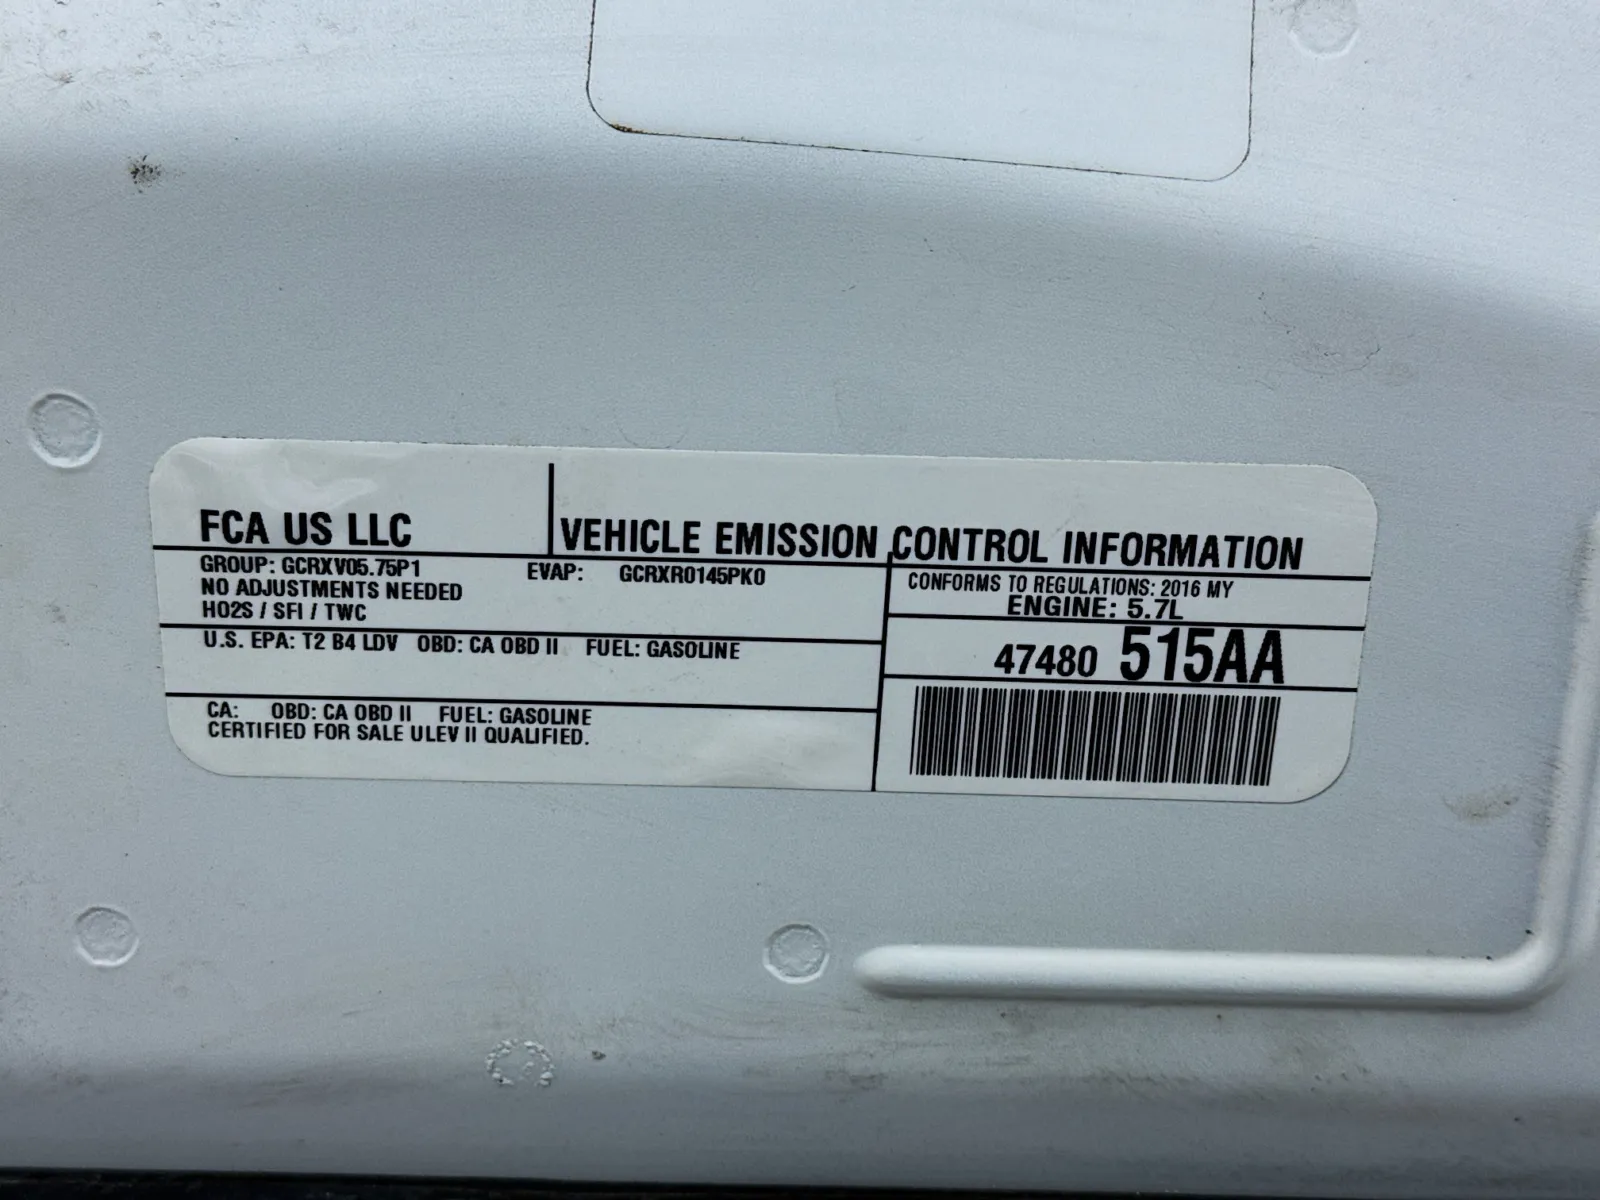 FCA US LLC
VEHICLE EMISSION CONTROL INFORMATION
GROUP: GCRXV05.75P1
EVAP: GCRXR0145PK0
NO ADJUSTMENTS NEEDED
HO2S / SFI / TWC
CONFORMS TO REGULATIONS: 2016 MY
ENGINE: 5.7L
U.S. EPA: T2 B4 LDV OBD: CA OBD II FUEL: GASOLINE
47480 515AA
CA: OBD: CA OBD II FUEL: GASOLINE
CERTIFIED FOR SALE ULEV II QUALIFIED.